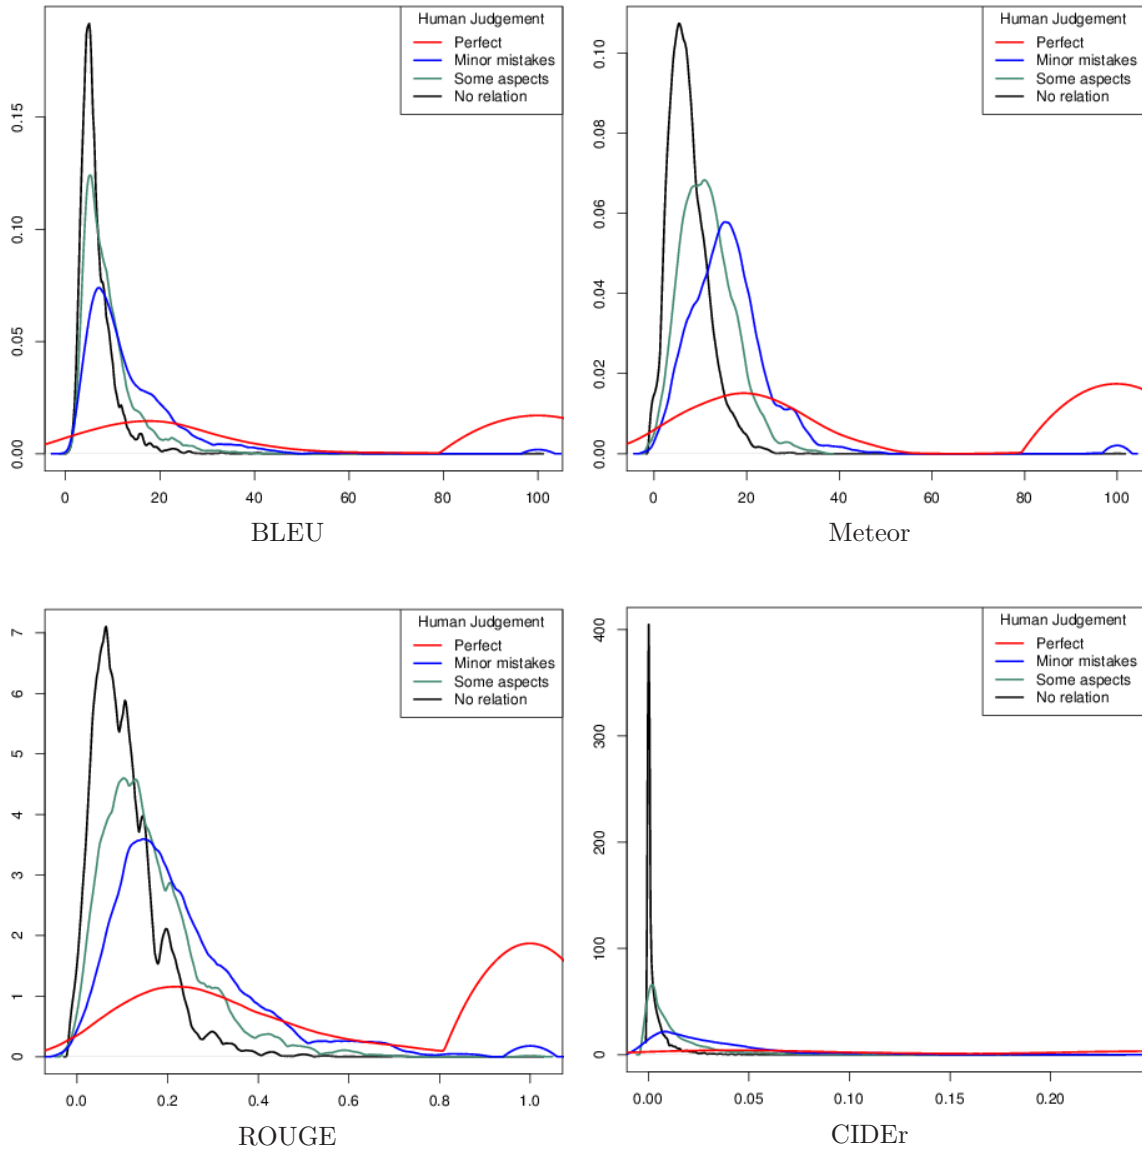 Human Judgement
Perfect
Minor mistakes
Some aspects
No relation
0.15
0.10
0.05
0.00
0 20 40 60 80 100
BLEU
Human Judgement
Perfect
Minor mistakes
Some aspects
No relation
0.10
0.08
0.06
0.04
0.02
0.00
0 20 40 60 80 100
Meteor
Human Judgement
Perfect
Minor mistakes
Some aspects
No relation
7
6
5
4
3
2
1
0
0.0 0.2 0.4 0.6 0.8 1.0
ROUGE
Human Judgement
Perfect
Minor mistakes
Some aspects
No relation
400
300
200
100
0
0.00 0.05 0.10 0.15 0.20
CIDEr